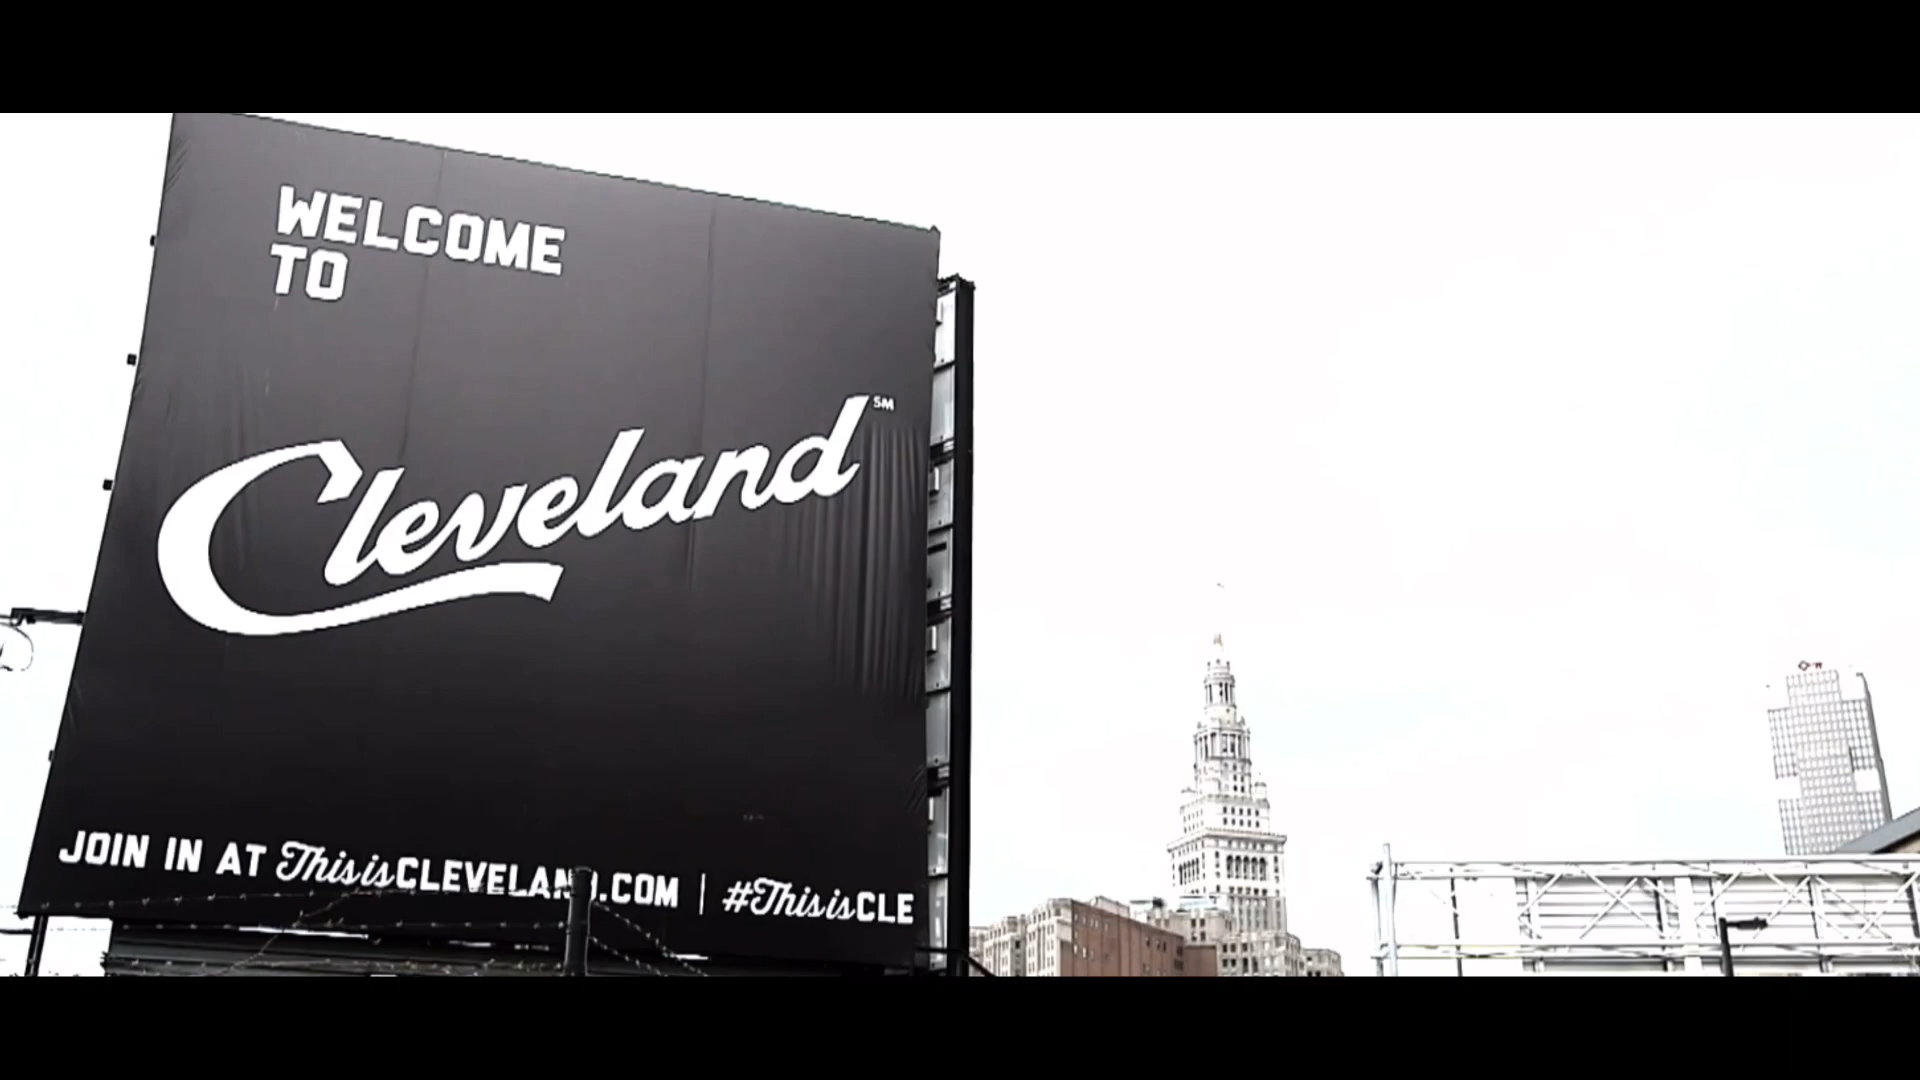 WELCOME
TO
Cleveland℠
JOIN IN AT ThisisCLEVELAND.COM | #ThisisCLE